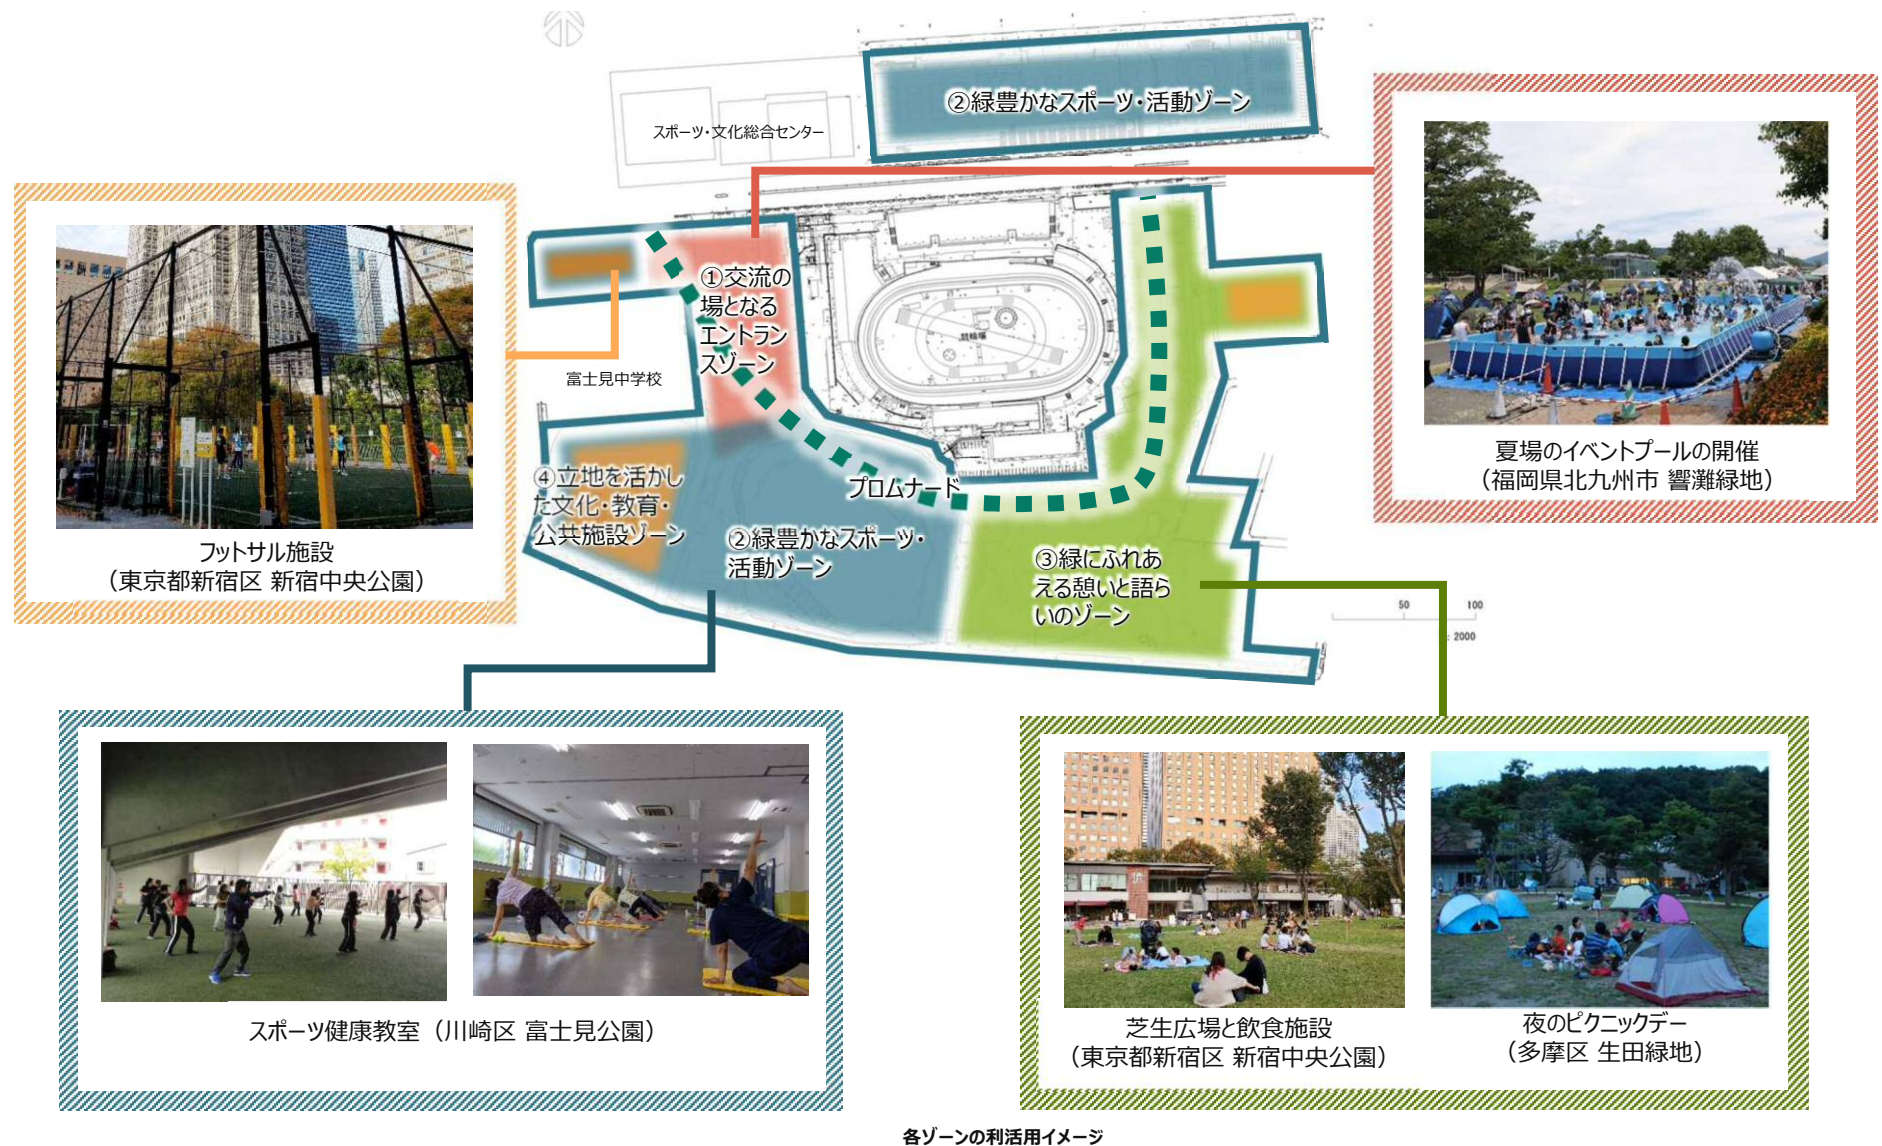 ②緑豊かなスポーツ・活動ゾーン
スポーツ・文化総合センター
①交流の
場となる
エントラン
スゾーン
競輪場
富士見中学校
④立地を活かし
た文化・教育・
公共施設ゾーン
プロムナード
②緑豊かなスポーツ・
活動ゾーン
③緑にふれあ
える憩いと語ら
いのゾーン
50 100
: 2000
フットサル施設
（東京都新宿区 新宿中央公園）
夏場のイベントプールの開催
（福岡県北九州市 響灘緑地）
スポーツ健康教室（川崎区 富士見公園）
芝生広場と飲食施設
（東京都新宿区 新宿中央公園）
夜のピクニックデー
（多摩区 生田緑地）
各ゾーンの利活用イメージ